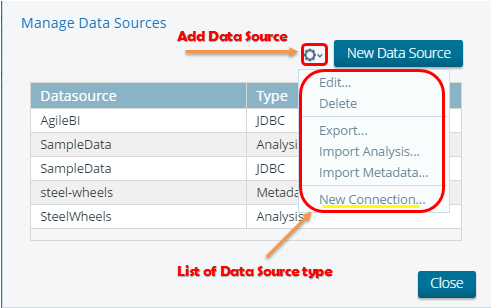 Manage Data Sources
Add Data Source
New Data Source
Datasource Type
Edit...
Delete
AgileBI JDBC
Export...
SampleData Analysis
Import Analysis...
SampleData JDBC
Import Metadata...
steel-wheels Metada
New Connection...
SteelWheels Analysis
List of Data Source type
Close